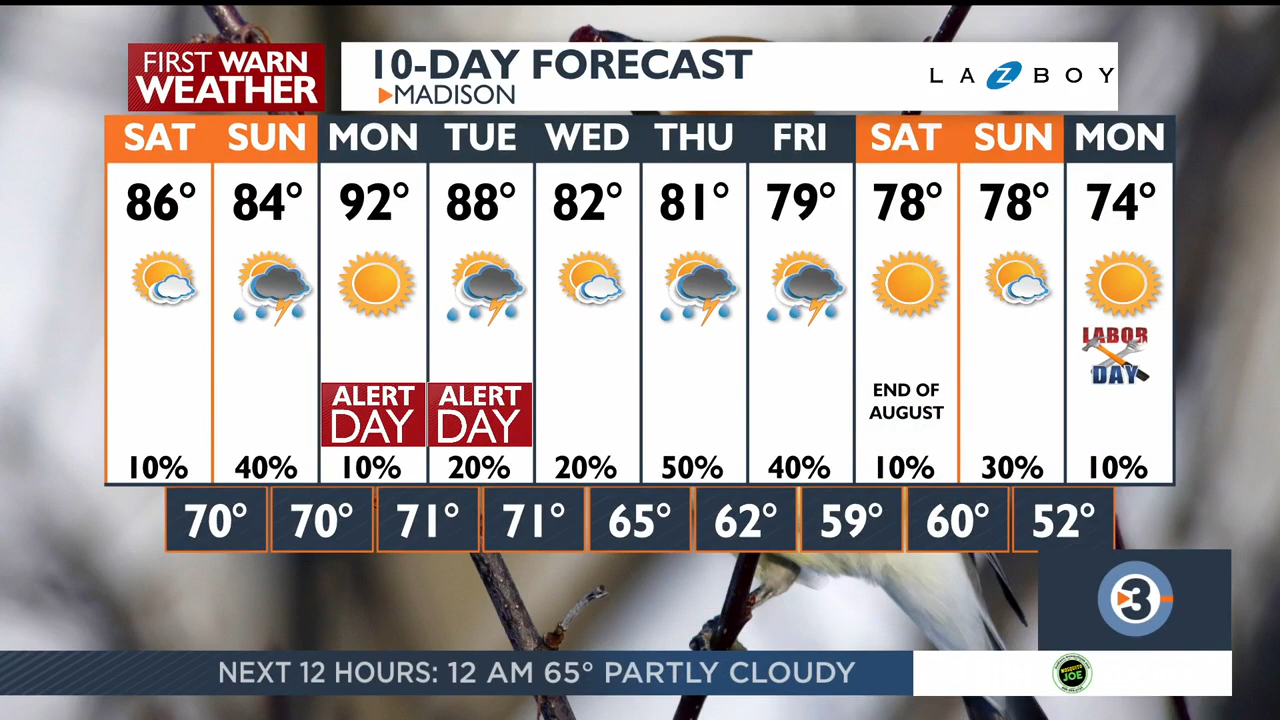 FIRST WARN
WEATHER
10-DAY FORECAST
MADISON
LA Z BOY
SAT SUN MON TUE WED THU FRI SAT SUN MON
86° 84° 92° 88° 82° 81° 79° 78° 78° 74°
LABOR
DAY
END OF
AUGUST
ALERT
DAY
ALERT
DAY
10% 40% 10% 20% 20% 50% 40% 10% 30% 10%
70° 70° 71° 71° 65° 62° 59° 60° 52°
3
NEXT 12 HOURS: 12 AM 65° PARTLY CLOUDY
MOSQUITO
JOE